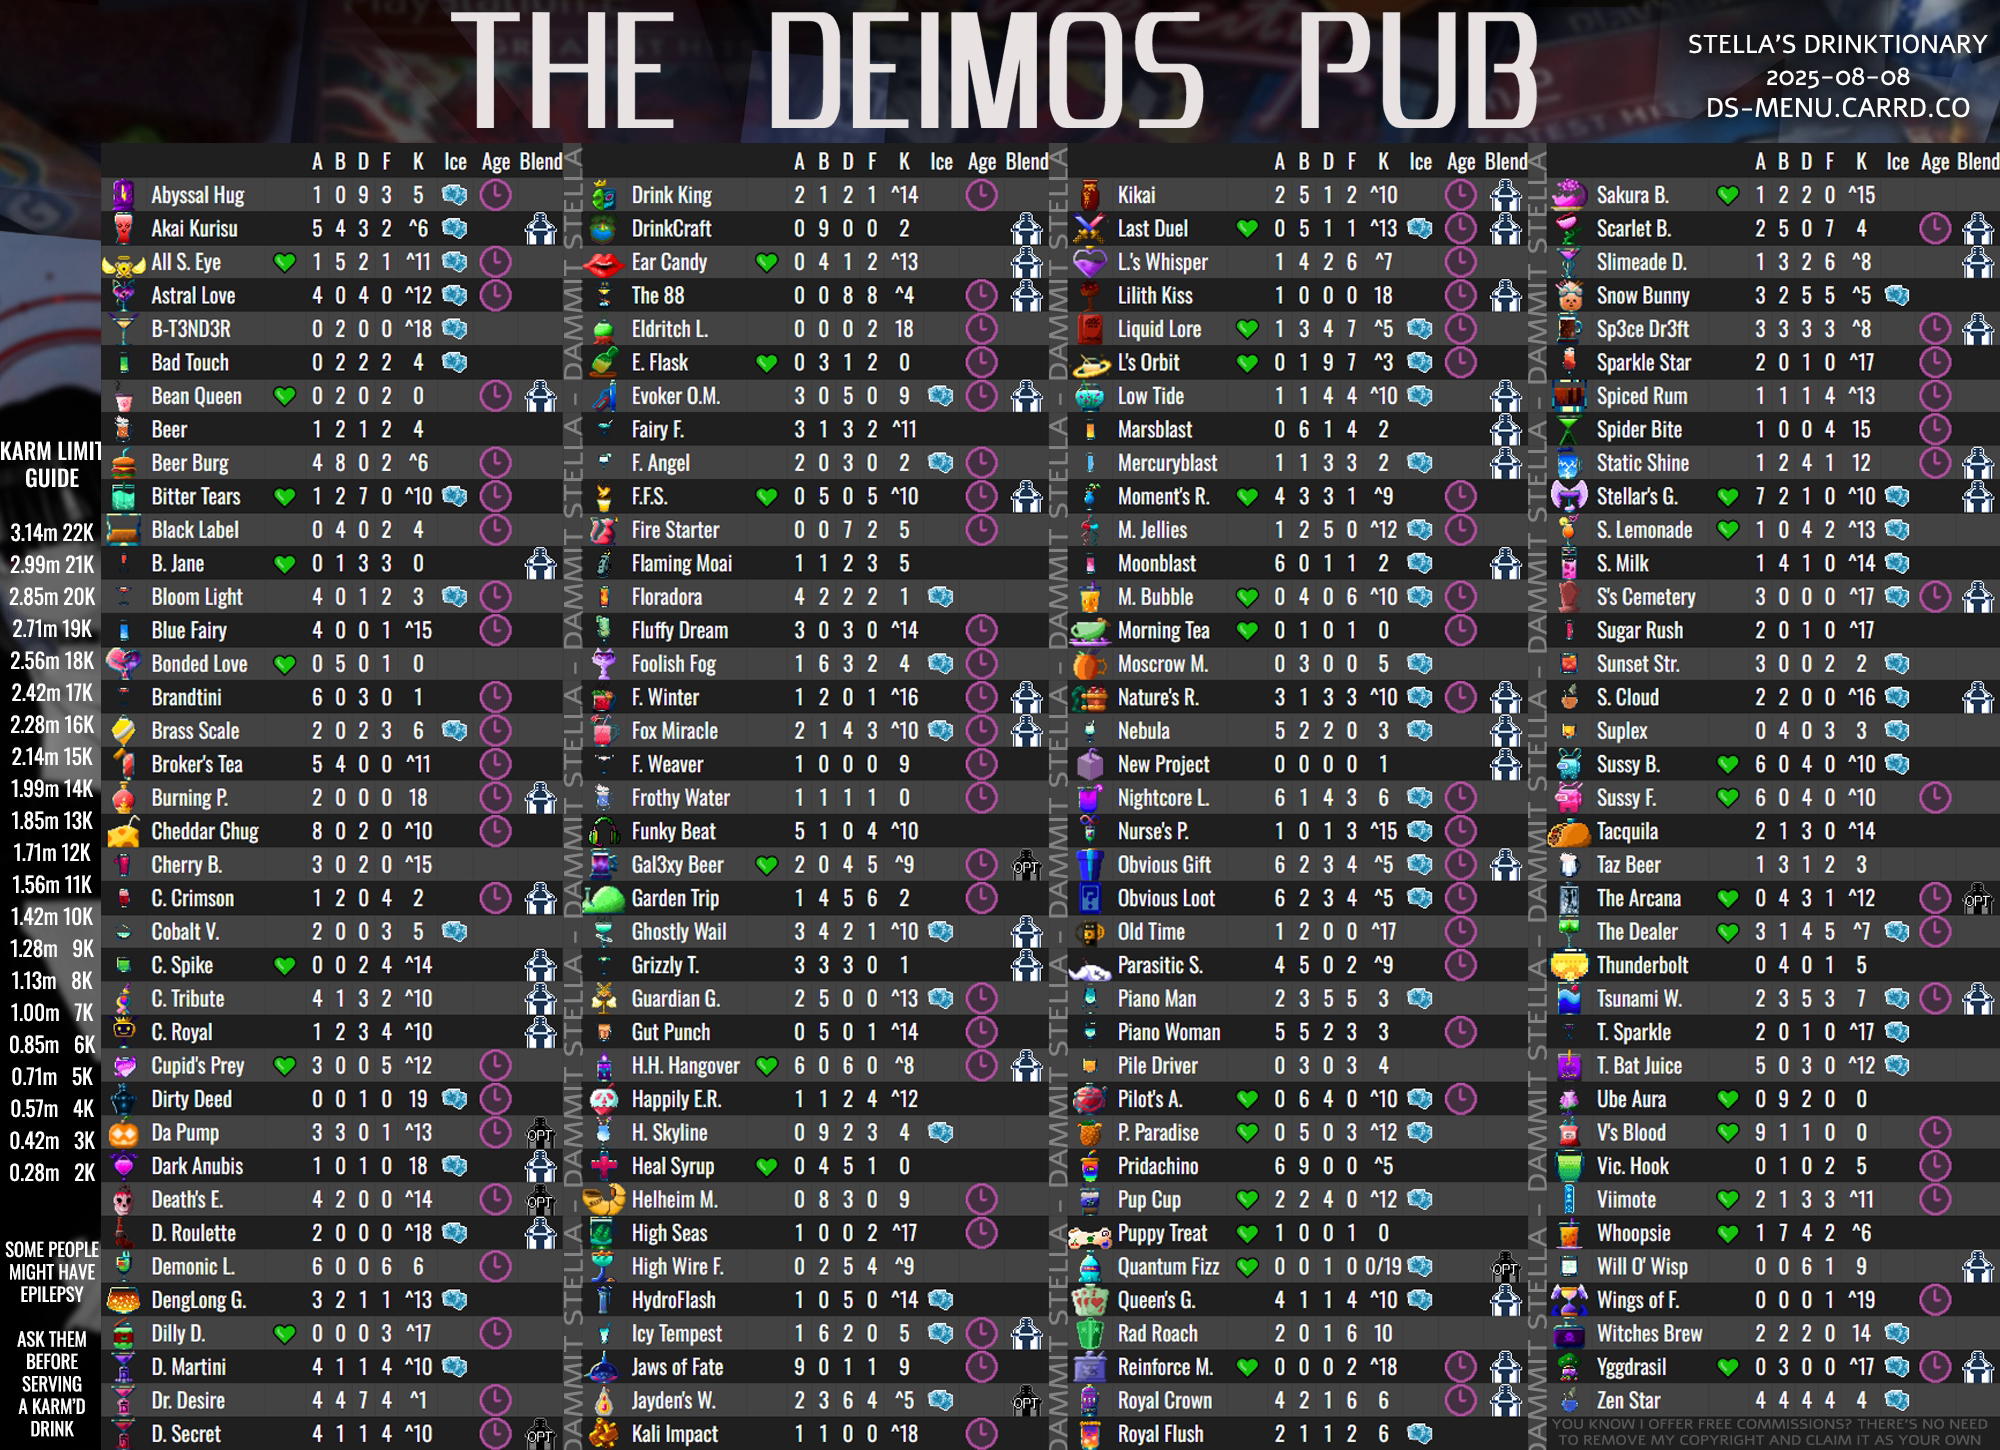 THE DEIMOS PUB
STELLA'S DRINKTIONARY
2025-08-08
DS-MENU.CARRD.CO
KARM LIMIT
GUIDE
3.14m 22K
2.99m 21K
2.85m 20K
2.71m 19K
2.56m 18K
2.42m 17K
2.28m 16K
2.14m 15K
1.99m 14K
1.85m 13K
1.71m 12K
1.56m 11K
1.42m 10K
1.28m 9K
1.13m 8K
1.00m 7K
0.85m 6K
0.71m 5K
0.57m 4K
0.42m 3K
0.28m 2K
SOME PEOPLE
MIGHT HAVE
EPILEPSY
ASK THEM
BEFORE
SERVING
A KARM'D
DRINK
A B D F K Ice Age Blend
Abyssal Hug 1 0 9 3 5
Akai Kurisu 5 4 3 2 ^6
All S. Eye 1 5 2 1 ^11
Astral Love 4 0 4 0 ^12
B-T3ND3R 0 2 0 0 ^18
Bad Touch 0 2 2 2 4
Bean Queen 0 2 0 2 0
Beer 1 2 1 2 4
Beer Burg 4 8 0 2 ^6
Bitter Tears 1 2 7 0 ^10
Black Label 0 4 0 2 4
B. Jane 0 1 3 3 0
Bloom Light 4 0 1 2 3
Blue Fairy 4 0 0 1 ^15
Bonded Love 0 5 0 1 0
Brandtini 6 0 3 0 1
Brass Scale 2 0 2 3 6
Broker's Tea 5 4 0 0 ^11
Burning P. 2 0 0 0 18
Cheddar Chug 8 0 2 0 ^10
Cherry B. 3 0 2 0 ^15
C. Crimson 1 2 0 4 2
Cobalt V. 2 0 0 3 5
C. Spike 0 0 2 4 ^14
C. Tribute 4 1 3 2 ^10
C. Royal 1 2 3 4 ^10
Cupid's Prey 3 0 0 5 ^12
Dirty Deed 0 0 1 0 19
Da Pump 3 3 0 1 ^13 OPT
Dark Anubis 1 0 1 0 18
Death's E. 4 2 0 0 ^14 OPT
D. Roulette 2 0 0 0 ^18
Demonic L. 6 0 0 6 6
DengLong G. 3 2 1 1 ^13
Dilly D. 0 0 0 3 ^17
D. Martini 4 1 1 4 ^10
Dr. Desire 4 4 7 4 ^1
D. Secret 4 1 1 4 ^10 OPT
DAMMIT STELLA - DAMMIT STELLA - DAMMIT STELLA - DAMMIT STELLA - DAMMIT STELLA
A B D F K Ice Age Blend
Drink King 2 1 2 1 ^14
DrinkCraft 0 9 0 0 2
Ear Candy 0 4 1 2 ^13
The 88 0 0 8 8 ^4
Eldritch L. 0 0 0 2 18
E. Flask 0 3 1 2 0
Evoker O.M. 3 0 5 0 9
Fairy F. 3 1 3 2 ^11
F. Angel 2 0 3 0 2
F.F.S. 0 5 0 5 ^10
Fire Starter 0 0 7 2 5
Flaming Moai 1 1 2 3 5
Floradora 4 2 2 2 1
Fluffy Dream 3 0 3 0 ^14
Foolish Fog 1 6 3 2 4
F. Winter 1 2 0 1 ^16
Fox Miracle 2 1 4 3 ^10
F. Weaver 1 0 0 0 9
Frothy Water 1 1 1 1 0
Funky Beat 5 1 0 4 ^10
Gal3xy Beer 2 0 4 5 ^9 OPT
Garden Trip 1 4 5 6 2
Ghostly Wail 3 4 2 1 ^10
Grizzly T. 3 3 3 0 1
Guardian G. 2 5 0 0 ^13
Gut Punch 0 5 0 1 ^14
H.H. Hangover 6 0 6 0 ^8
Happily E.R. 1 1 2 4 ^12
H. Skyline 0 9 2 3 4
Heal Syrup 0 4 5 1 0
Helheim M. 0 8 3 0 9
High Seas 1 0 0 2 ^17
High Wire F. 0 2 5 4 ^9
HydroFlash 1 0 5 0 ^14
Icy Tempest 1 6 2 0 5
Jaws of Fate 9 0 1 1 9
Jayden's W. 2 3 6 4 ^5 OPT
Kali Impact 1 1 0 0 ^18
DAMMIT STELLA - DAMMIT STELLA - DAMMIT STELLA - DAMMIT STELLA - DAMMIT STELLA
A B D F K Ice Age Blend
Kikai 2 5 1 2 ^10
Last Duel 0 5 1 1 ^13
L.'s Whisper 1 4 2 6 ^7
Lilith Kiss 1 0 0 0 18
Liquid Lore 1 3 4 7 ^5
L's Orbit 0 1 9 7 ^3
Low Tide 1 1 4 4 ^10
Marsblast 0 6 1 4 2
Mercuryblast 1 1 3 3 2
Moment's R. 4 3 3 1 ^9
M. Jellies 1 2 5 0 ^12
Moonblast 6 0 1 1 2
M. Bubble 0 4 0 6 ^10
Morning Tea 0 1 0 1 0
Moscrow M. 0 3 0 0 5
Nature's R. 3 1 3 3 ^10
Nebula 5 2 2 0 3
New Project 0 0 0 0 1
Nightcore L. 6 1 4 3 6
Nurse's P. 1 0 1 3 ^15
Obvious Gift 6 2 3 4 ^5
Obvious Loot 6 2 3 4 ^5
Old Time 1 2 0 0 ^17
Parasitic S. 4 5 0 2 ^9
Piano Man 2 3 5 5 3
Piano Woman 5 5 2 3 3
Pile Driver 0 3 0 3 4
Pilot's A. 0 6 4 0 ^10
P. Paradise 0 5 0 3 ^12
Pridachino 6 9 0 0 ^5
Pup Cup 2 2 4 0 ^12
Puppy Treat 1 0 0 1 0
Quantum Fizz 0 0 1 0 0/19 OPT
Queen's G. 4 1 1 4 ^10
Rad Roach 2 0 1 6 10
Reinforce M. 0 0 0 2 ^18
Royal Crown 4 2 1 6 6
Royal Flush 2 1 1 2 6
DAMMIT STELLA - DAMMIT STELLA - DAMMIT STELLA - DAMMIT STELLA - DAMMIT STELLA
A B D F K Ice Age Blend
Sakura B. 1 2 2 0 ^15
Scarlet B. 2 5 0 7 4
Slimeade D. 1 3 2 6 ^8
Snow Bunny 3 2 5 5 ^5
Sp3ce Dr3ft 3 3 3 3 ^8
Sparkle Star 2 0 1 0 ^17
Spiced Rum 1 1 1 4 ^13
Spider Bite 1 0 0 4 15
Static Shine 1 2 4 1 12
Stellar's G. 7 2 1 0 ^10
S. Lemonade 1 0 4 2 ^13
S. Milk 1 4 1 0 ^14
S's Cemetery 3 0 0 0 ^17
Sugar Rush 2 0 1 0 ^17
Sunset Str. 3 0 0 2 2
S. Cloud 2 2 0 0 ^16
Suplex 0 4 0 3 3
Sussy B. 6 0 4 0 ^10
Sussy F. 6 0 4 0 ^10
Tacquila 2 1 3 0 ^14
Taz Beer 1 3 1 2 3
The Arcana 0 4 3 1 ^12 OPT
The Dealer 3 1 4 5 ^7
Thunderbolt 0 4 0 1 5
Tsunami W. 2 3 5 3 7
T. Sparkle 2 0 1 0 ^17
T. Bat Juice 5 0 3 0 ^12
Ube Aura 0 9 2 0 0
V's Blood 9 1 1 0 0
Vic. Hook 0 1 0 2 5
Viimote 2 1 3 3 ^11
Whoopsie 1 7 4 2 ^6
Will O' Wisp 0 0 6 1 9
Wings of F. 0 0 0 1 ^19
Witches Brew 2 2 2 0 14
Yggdrasil 0 3 0 0 ^17
Zen Star 4 4 4 4 4
YOU KNOW I OFFER FREE COMMISSIONS? THERE'S NO NEED
TO REMOVE MY COPYRIGHT AND CLAIM IT AS YOUR OWN